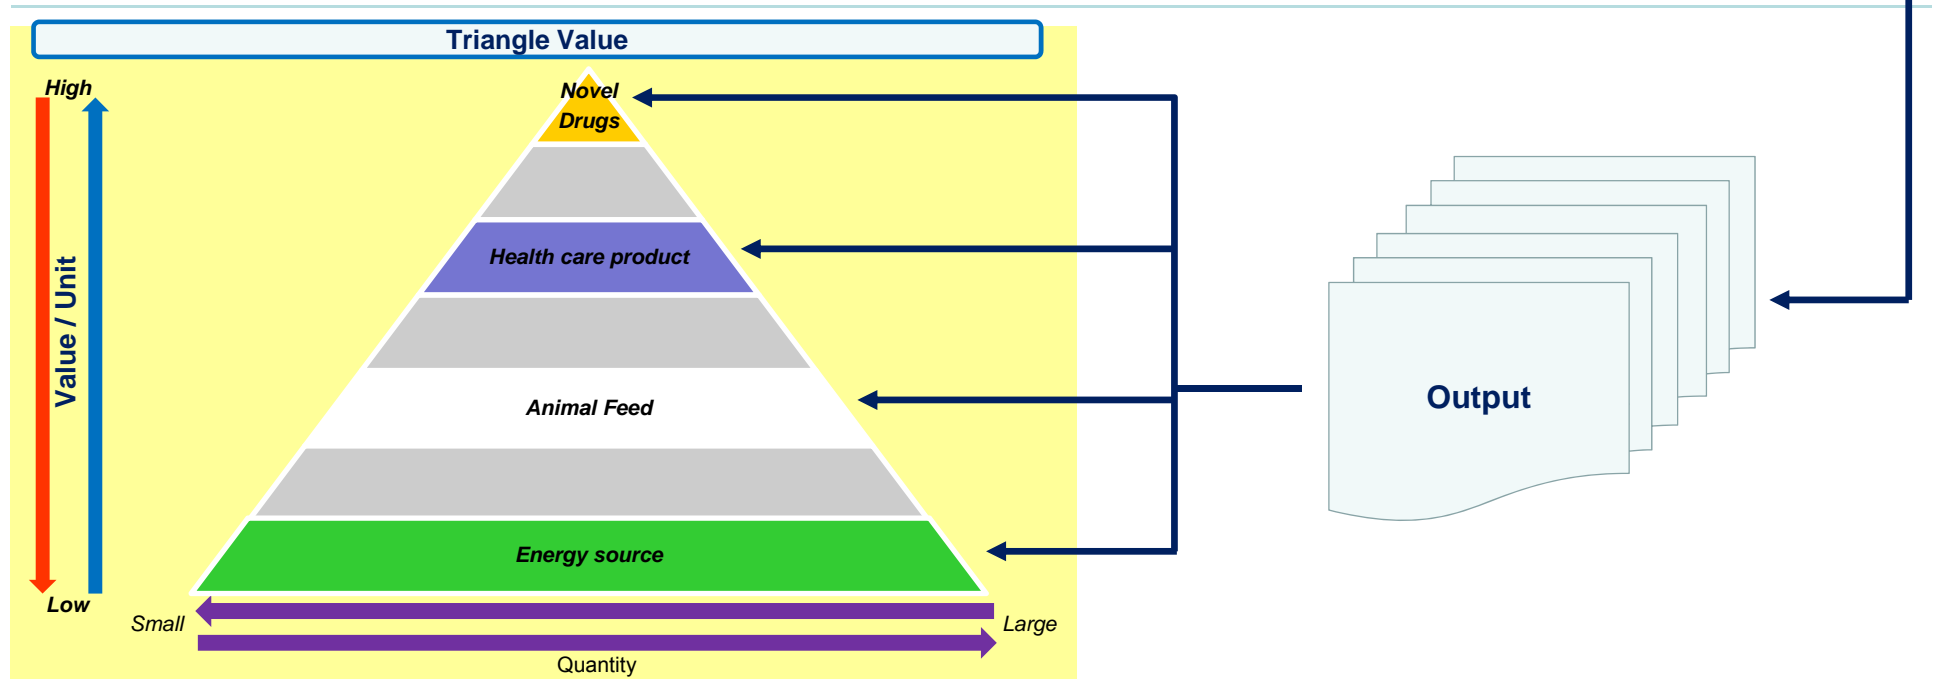 Triangle Value
High
Novel
Drugs
Health care product
Value / Unit
Animal Feed
Output
Energy source
Low
Small
Large
Quantity